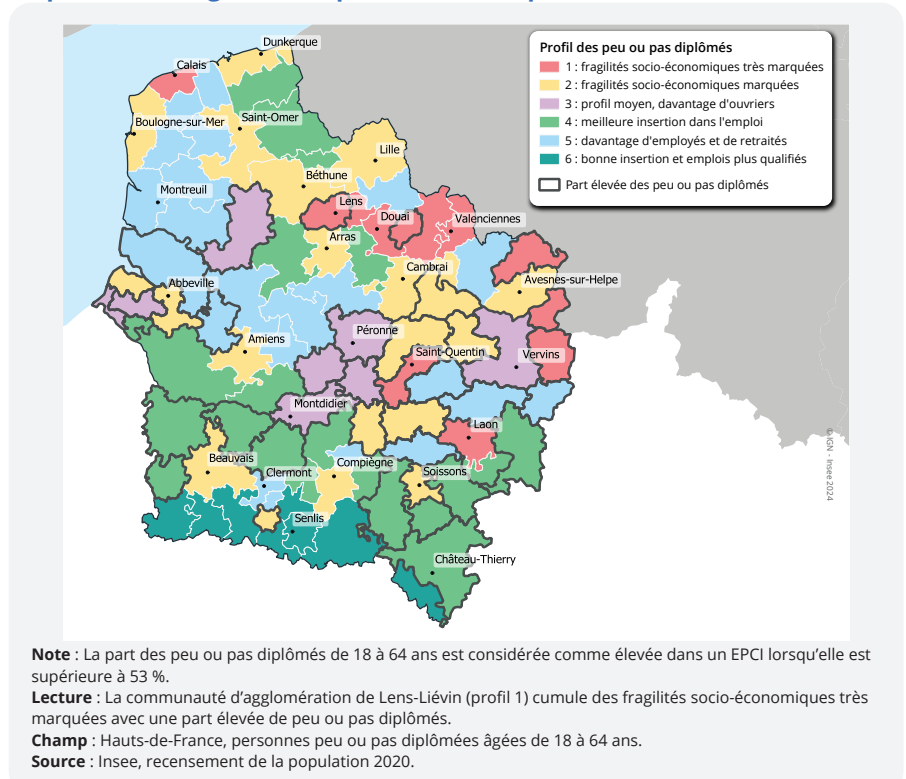 Profil des peu ou pas diplômés
1 : fragilités socio-économiques très marquées
2 : fragilités socio-économiques marquées
3 : profil moyen, davantage d'ouvriers
4 : meilleure insertion dans l'emploi
5 : davantage d'employés et de retraités
6 : bonne insertion et emplois plus qualifiés
Part élevée des peu ou pas diplômés
Dunkerque
Calais
Boulogne-sur-Mer
Saint-Omer
Lille
Béthune
Montreuil
Lens
Douai
Valenciennes
Arras
Cambrai
Avesnes-sur-Helpe
Abbeville
Amiens
Péronne
Saint-Quentin
Vervins
Montdidier
Laon
Beauvais
Clermont
Compiègne
Soissons
Senlis
Château-Thierry
© IGN - Insee 2024
Note : La part des peu ou pas diplômés de 18 à 64 ans est considérée comme élevée dans un EPCI lorsqu'elle est
supérieure à 53 %.
Lecture : La communauté d'agglomération de Lens-Liévin (profil 1) cumule des fragilités socio-économiques très
marquées avec une part élevée de peu ou pas diplômés.
Champ : Hauts-de-France, personnes peu ou pas diplômées âgées de 18 à 64 ans.
Source : Insee, recensement de la population 2020.